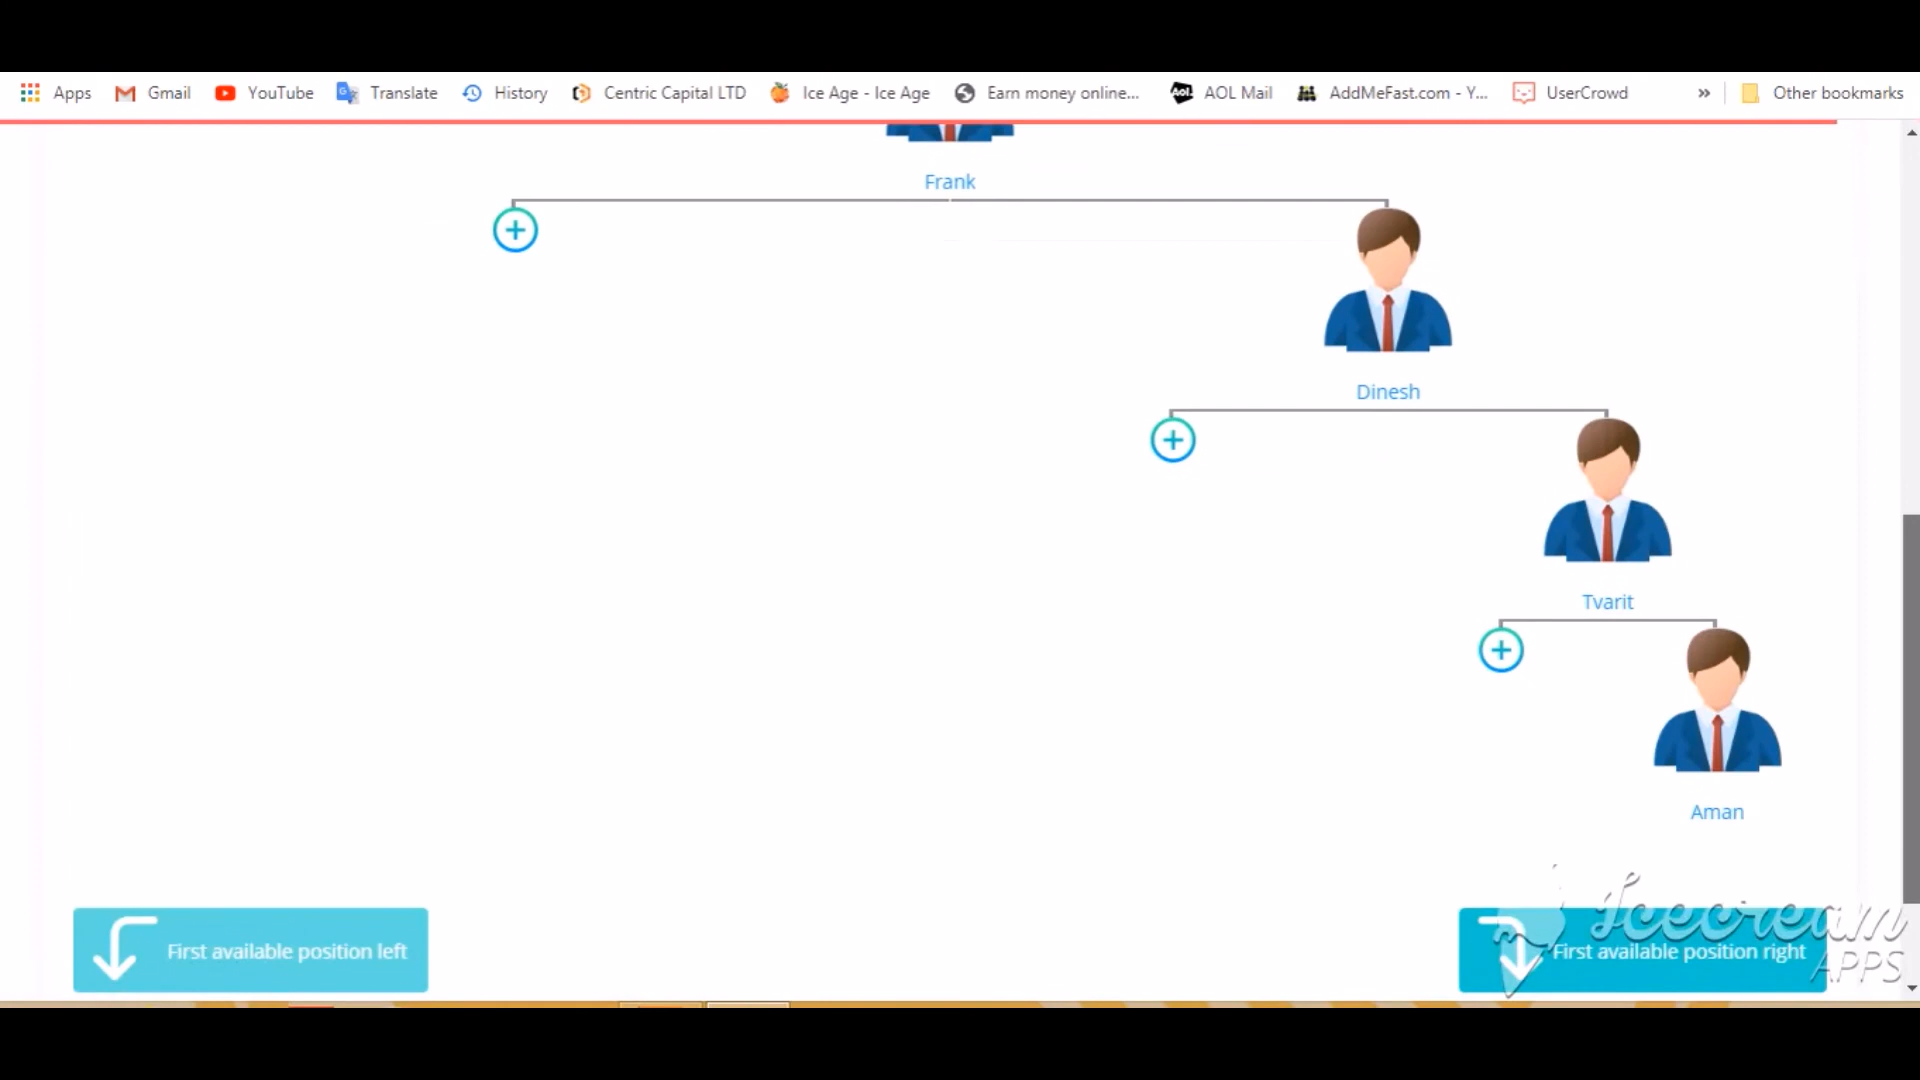 Apps Gmail YouTube Translate History Centric Capital LTD Ice Age - Ice Age Earn money online... AOL Mail AddMeFast.com - Y... UserCrowd » Other bookmarks
Frank
Dinesh
Tvarit
Aman
First available position left
First available position right
Icecream
APPS